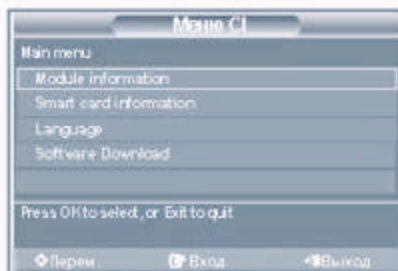 Меню CI
Main menu
Module information
Smart card information
Language
Software Download
Press OK to select, or Exit to quit
Перем. Вход Выход